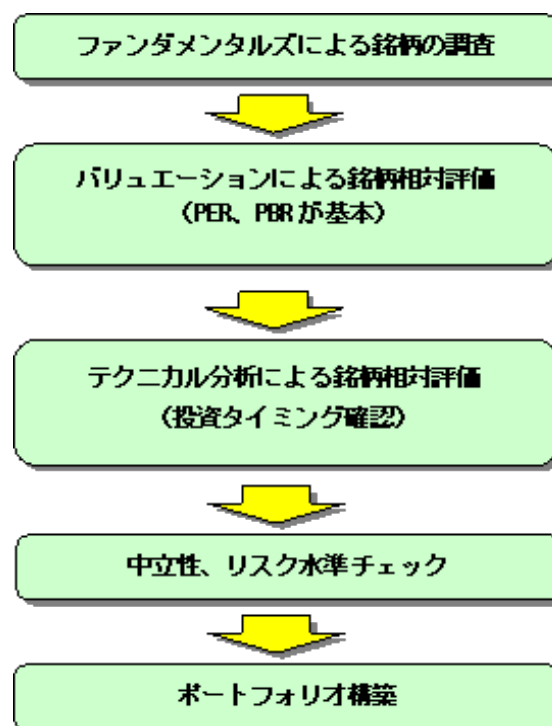 ファンダメンタルズによる銘柄の調査
バリュエーションによる銘柄相対評価
(PER、PBRが基本)
テクニカル分析による銘柄相対評価
(投資タイミング確認)
中立性、リスク水準チェック
ポートフォリオ構築